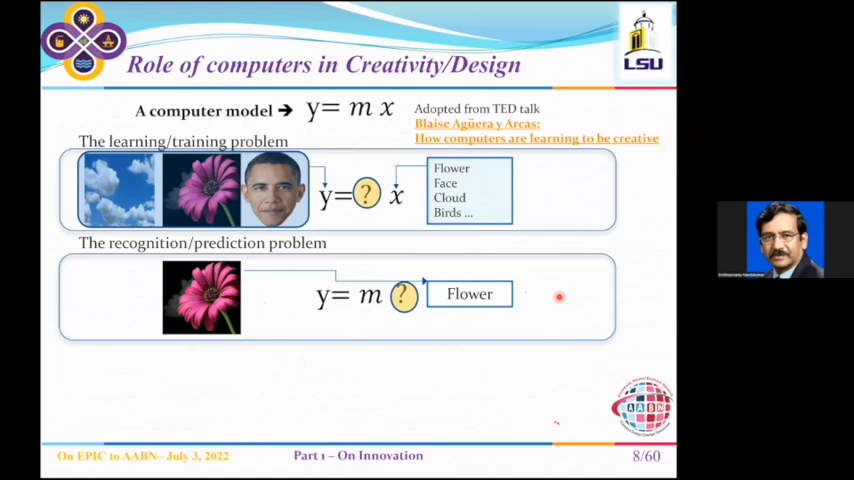 LSU
Role of computers in Creativity/Design
A computer model → y= m x
Adopted from TED talk
Blaise Agüera y Arcas:
How computers are learning to be creative
The learning/training problem
y= ? x
Flower
Face
Cloud
Birds ...
The recognition/prediction problem
y= m ?
Flower
AABN
On EPIC to AABN– July 3, 2022
Part 1 – On Innovation
8/60